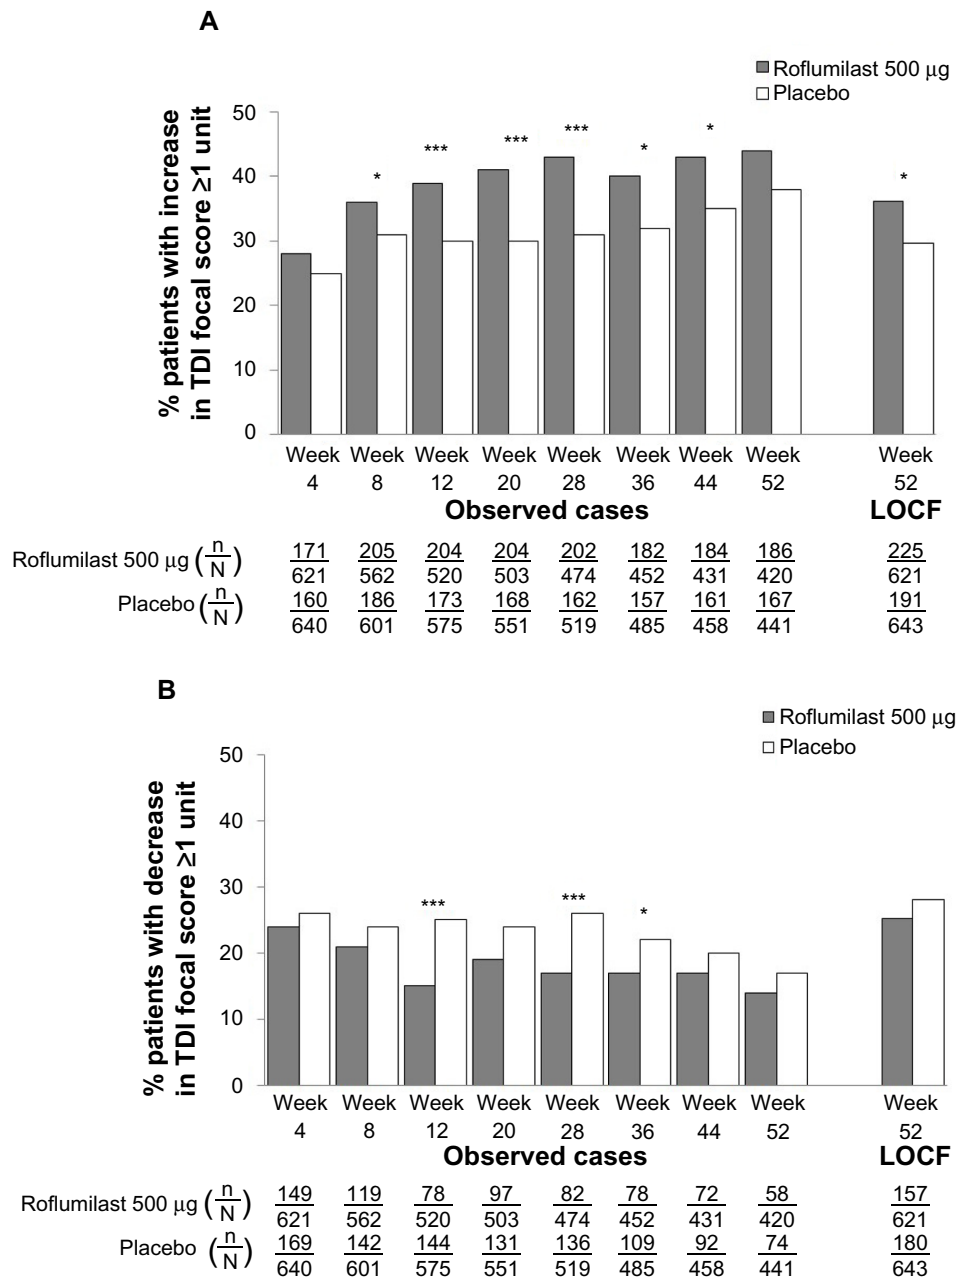 A
Roflumilast 500 µg
Placebo
% patients with increase
in TDI focal score ≥1 unit
50
40
30
20
10
0
* *** *** *** * * *
Week Week Week Week Week Week Week Week Week
4 8 12 20 28 36 44 52 52
Observed cases LOCF
Roflumilast 500 µg (n/N) 171/621 205/562 204/520 204/503 202/474 182/452 184/431 186/420 225/621
Placebo (n/N) 160/640 186/601 173/575 168/551 162/519 157/485 161/458 167/441 191/643
B
Roflumilast 500 µg
Placebo
% patients with decrease
in TDI focal score ≥1 unit
50
40
30
20
10
0
*** *** *
Week Week Week Week Week Week Week Week Week
4 8 12 20 28 36 44 52 52
Observed cases LOCF
Roflumilast 500 µg (n/N) 149/621 119/562 78/520 97/503 82/474 78/452 72/431 58/420 157/621
Placebo (n/N) 169/640 142/601 144/575 131/551 136/519 109/485 92/458 74/441 180/643